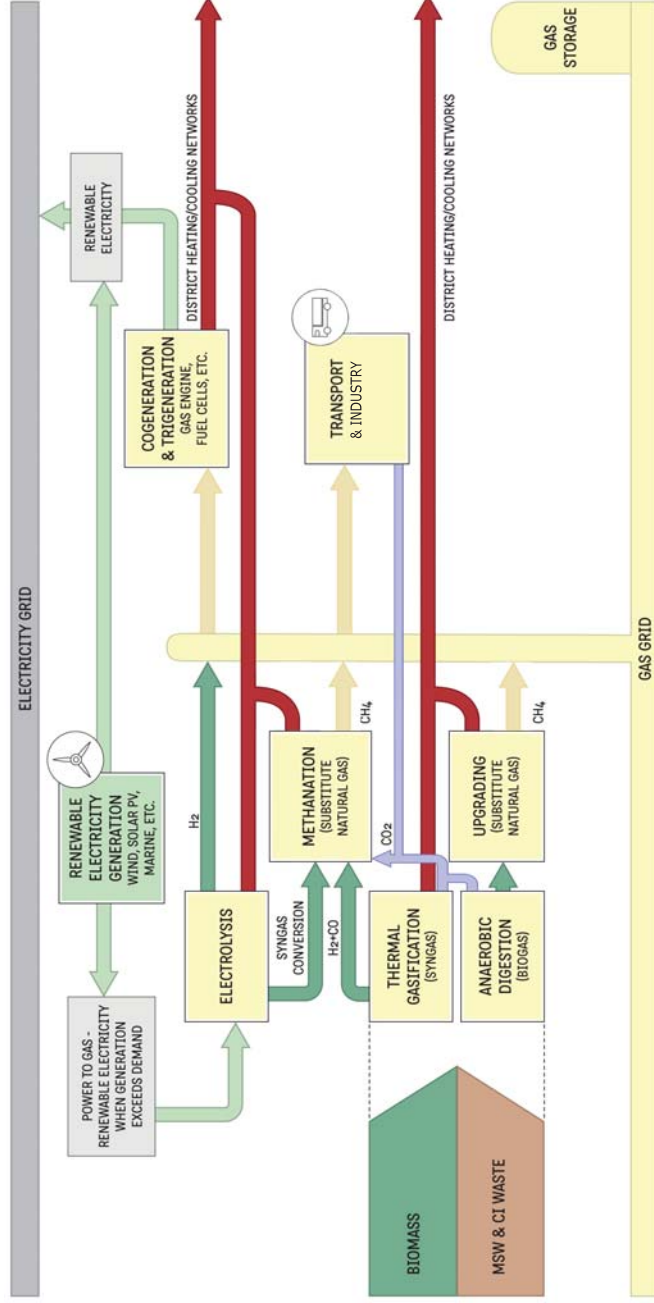 ELECTRICITY GRID
POWER TO GAS -
RENEWABLE ELECTRICITY
WHEN GENERATION
EXCEEDS DEMAND
RENEWABLE
ELECTRICITY
GENERATION
WIND, SOLAR PV,
MARINE, ETC.
RENEWABLE
ELECTRICITY
ELECTROLYSIS
H2
COGENERATION
& TRIGENERATION
GAS ENGINE,
FUEL CELLS, ETC.
DISTRICT HEATING/COOLING NETWORKS
SYNGAS
CONVERSION
H2+CO
METHANATION
(SUBSTITUTE
NATURAL GAS)
CH4
TRANSPORT
& INDUSTRY
CO2
BIOMASS
MSW & CI WASTE
THERMAL
GASIFICATION
(SYNGAS)
ANAEROBIC
DIGESTION
(BIOGAS)
UPGRADING
(SUBSTITUTE
NATURAL GAS)
CH4
DISTRICT HEATING/COOLING NETWORKS
GAS
STORAGE
GAS GRID